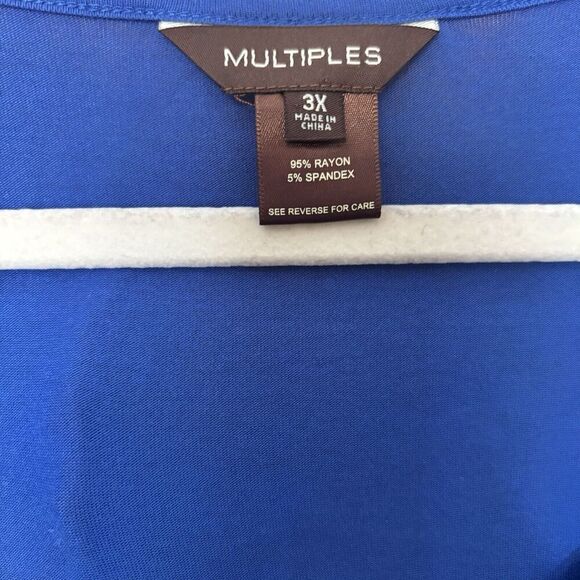 MULTIPLES
3X
MADE IN
CHINA
95% RAYON
5% SPANDEX
SEE REVERSE FOR CARE